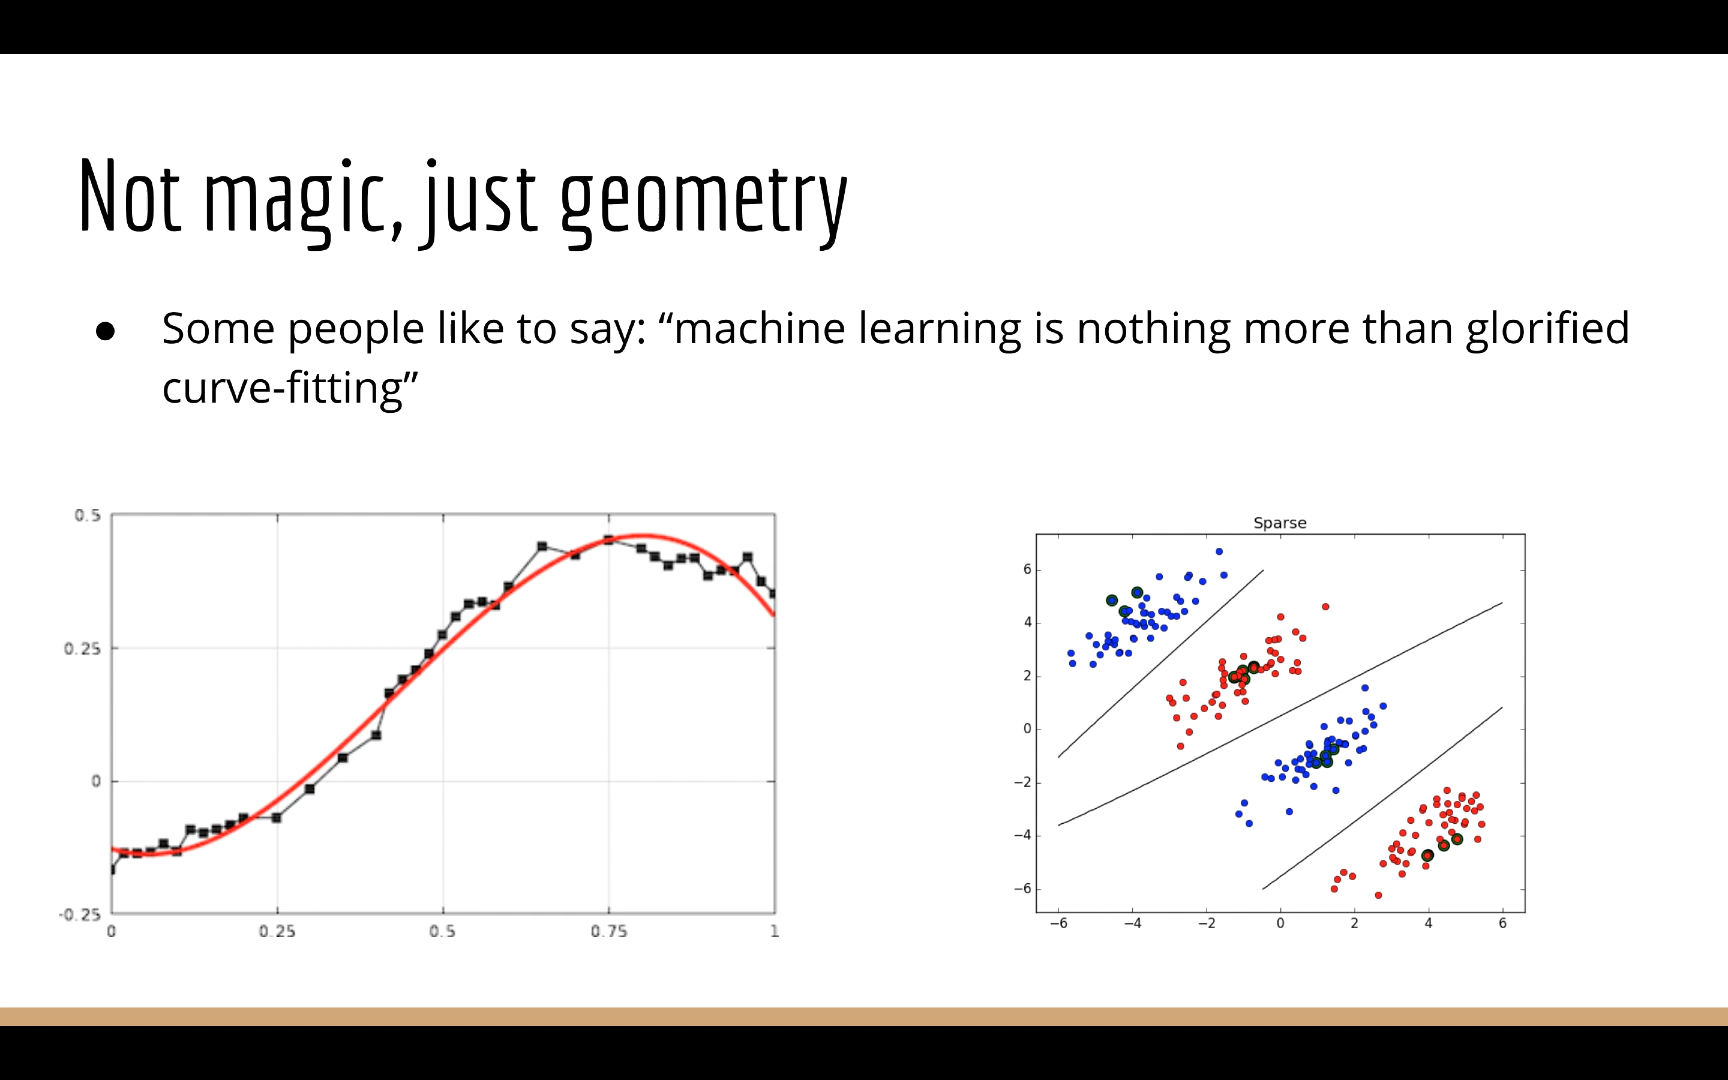 Not magic, just geometry
● Some people like to say: “machine learning is nothing more than glorified
curve-fitting”
0.5
0.25
0
-0.25
0 0.25 0.5 0.75 1
Sparse
6
4
2
0
−2
−4
−6
−6 −4 −2 0 2 4 6